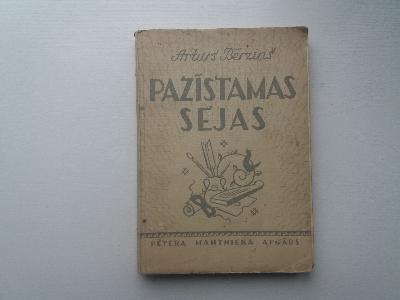 Arturs Bērziņš
PAZĪSTAMAS
SEJAS
PĒTERA MANTNIEKA APGĀDS